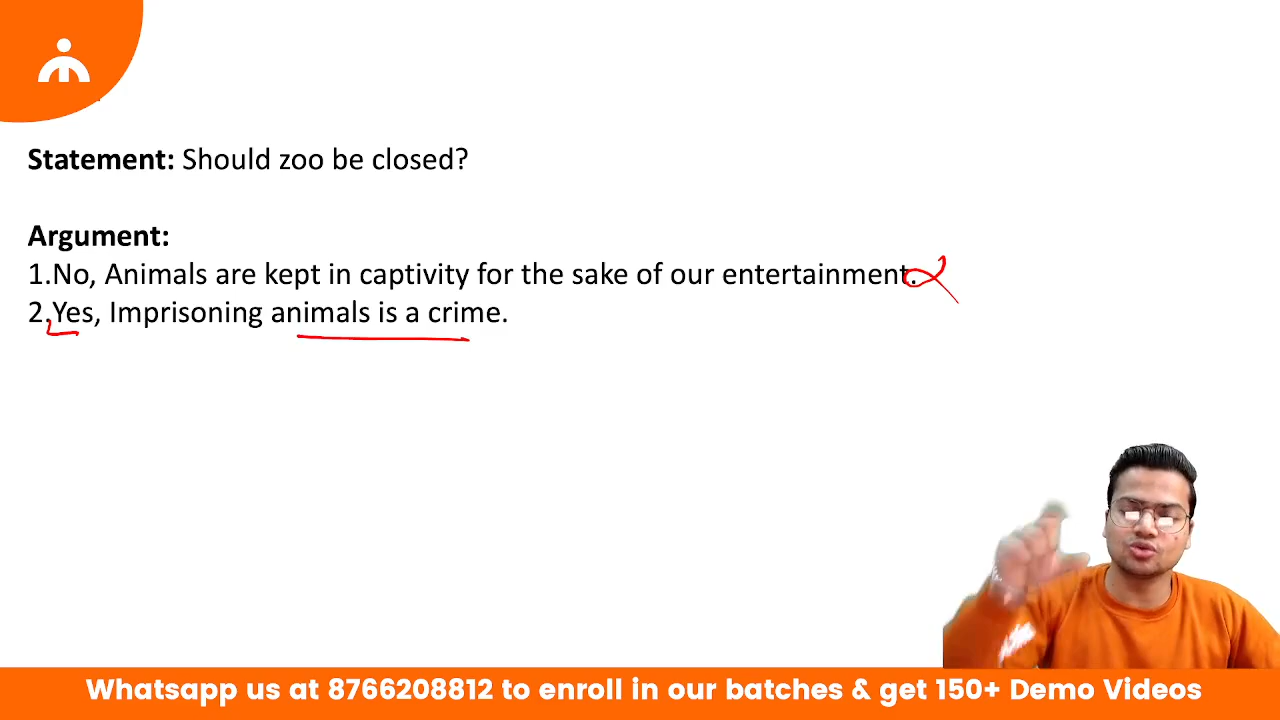 Statement: Should zoo be closed?
Argument:
1.No, Animals are kept in captivity for the sake of our entertainment.
2.Yes, Imprisoning animals is a crime.
Whatsapp us at 8766208812 to enroll in our batches & get 150+ Demo Videos